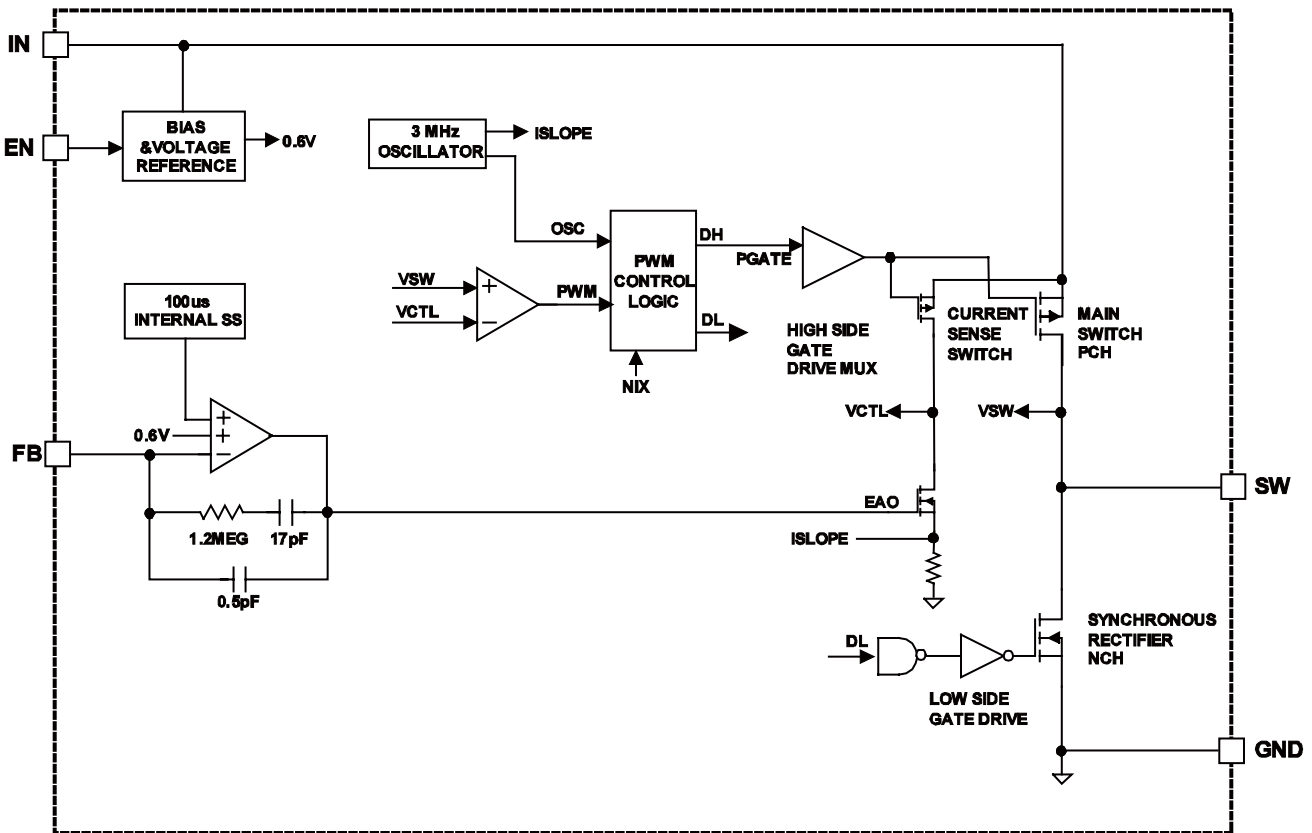 IN
BIAS
&VOLTAGE
REFERENCE
EN
0.6V
3 MHz
OSCILLATOR
ISLOPE
OSC
PWM
CONTROL
LOGIC
DH
PGATE
VSW
VCTL
+
−
PWM
DL
NIX
HIGH SIDE
GATE
DRIVE MUX
CURRENT
SENSE
SWITCH
MAIN
SWITCH
PCH
100us
INTERNAL SS
VCTL
VSW
0.6V
+
+
−
FB
SW
EAO
1.2MEG
17pF
ISLOPE
0.5pF
DL
SYNCHRONOUS
RECTIFIER
NCH
LOW SIDE
GATE DRIVE
GND